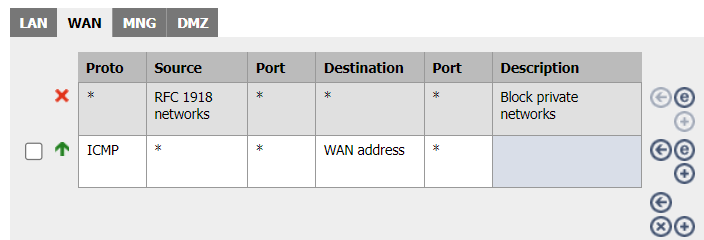 LAN WAN MNG DMZ
Proto Source Port Destination Port Description
* RFC 1918 * * * Block private
networks networks
ICMP * * WAN address *